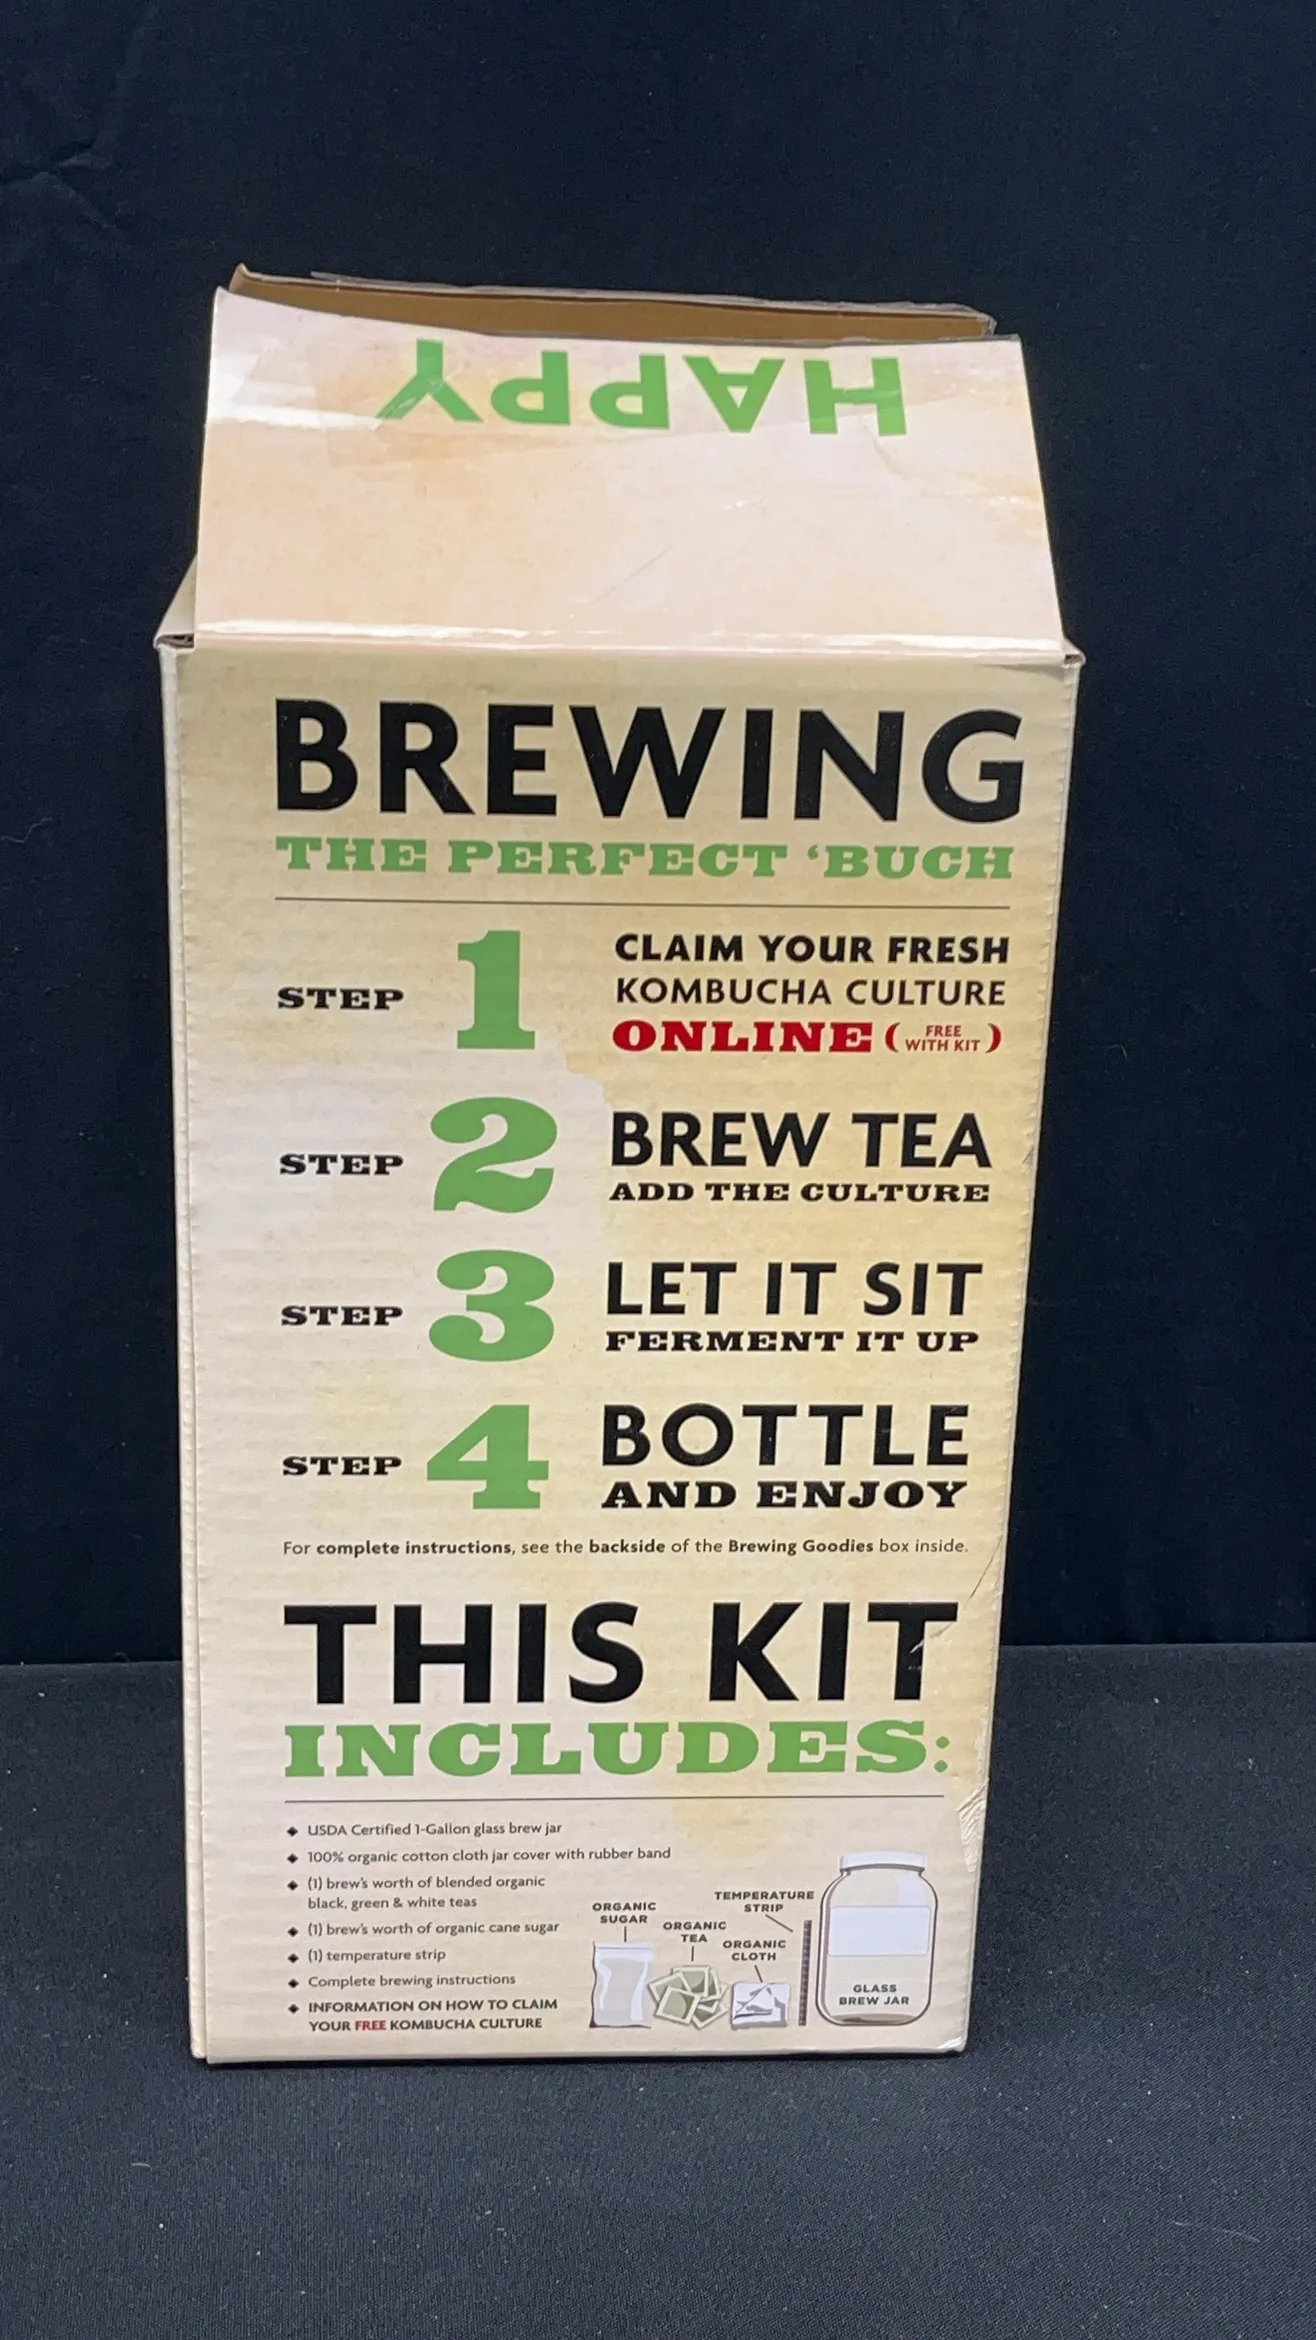 HAPPY
BREWING
THE PERFECT ‘BUCH
STEP 1
CLAIM YOUR FRESH
KOMBUCHA CULTURE
ONLINE (FREE WITH KIT)
STEP 2
BREW TEA
ADD THE CULTURE
STEP 3
LET IT SIT
FERMENT IT UP
STEP 4
BOTTLE
AND ENJOY
For complete instructions, see the backside of the Brewing Goodies box inside.
THIS KIT
INCLUDES:
◆ USDA Certified 1-Gallon glass brew jar
◆ 100% organic cotton cloth jar cover with rubber band
◆ (1) brew's worth of blended organic
black, green & white teas
◆ (1) brew's worth of organic cane sugar
◆ (1) temperature strip
◆ Complete brewing instructions
◆ INFORMATION ON HOW TO CLAIM
YOUR FREE KOMBUCHA CULTURE
ORGANIC
SUGAR
ORGANIC
TEA
TEMPERATURE
STRIP
ORGANIC
CLOTH
GLASS
BREW JAR